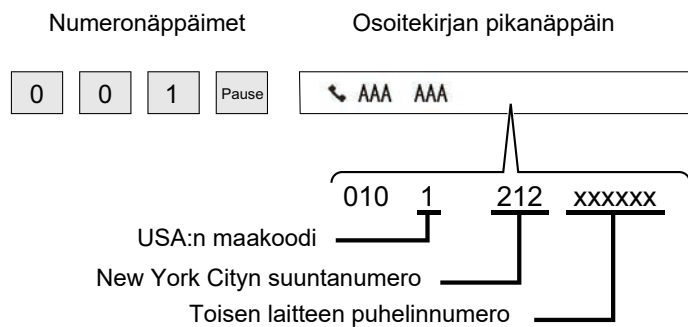 Numeronäppäimet Osoitekirjan pikanäppäin
0 0 1 Pause AAA AAA
010 1 212 xxxxxx
USA:n maakoodi
New York Cityn suuntanumero
Toisen laitteen puhelinnumero